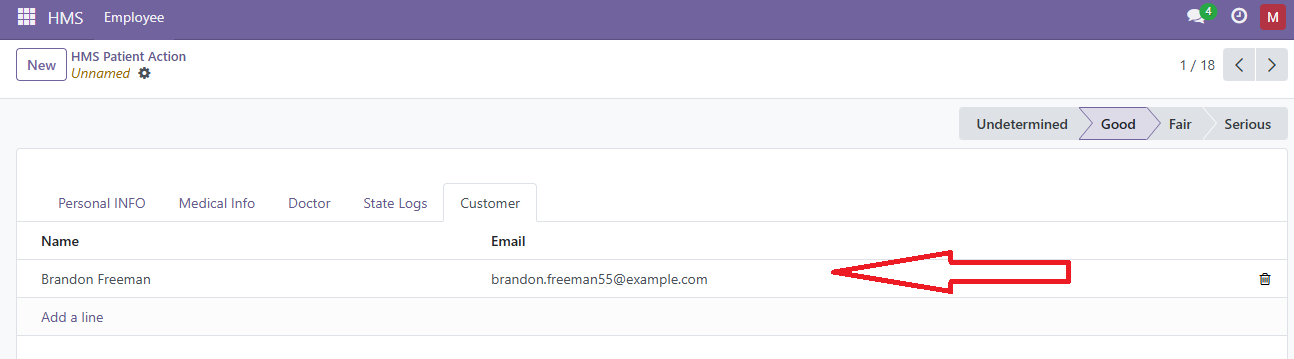 HMS Employee 4 M
New HMS Patient Action
Unnamed 1 / 18
Undetermined Good Fair Serious
Personal INFO Medical Info Doctor State Logs Customer
Name Email
Brandon Freeman brandon.freeman55@example.com
Add a line